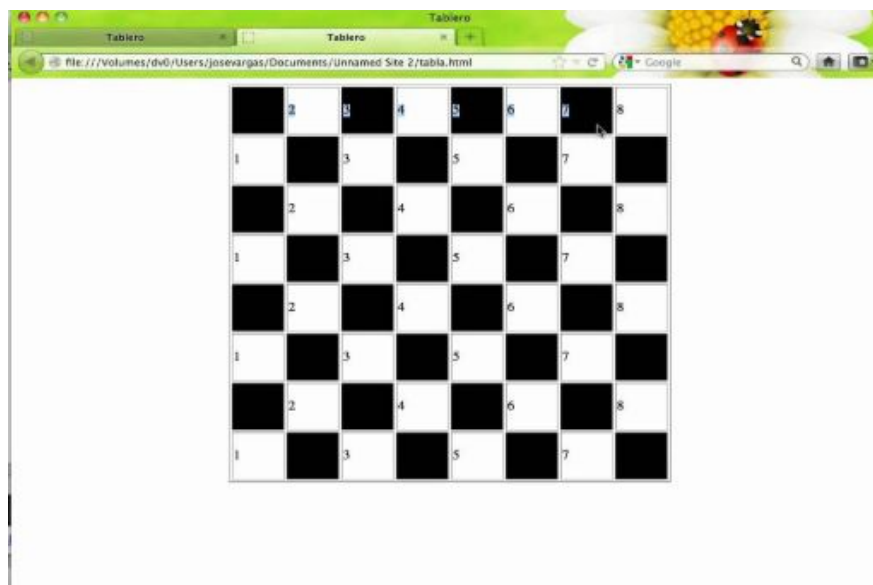 Tablero
Tablero
Tablero
file:///Volumes/dv0/Users/josevargas/Documents/Unnamed Site 2/tabla.html
Google
2 3 4 5 6 7 8
1 3 5 7
2 4 6 8
1 3 5 7
2 4 6 8
1 3 5 7
2 4 6 8
1 3 5 7